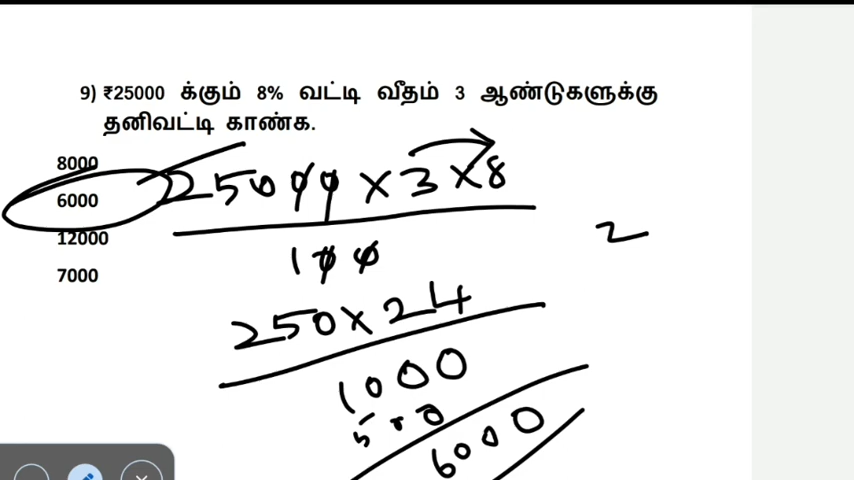 9) ₹25000 க்கும் 8% வட்டி வீதம் 3 ஆண்டுகளுக்கு
தனிவட்டி காண்க.
8000
6000
12000
7000
25000 x 3 x 8
100
2
250 x 24
1000
500
6000